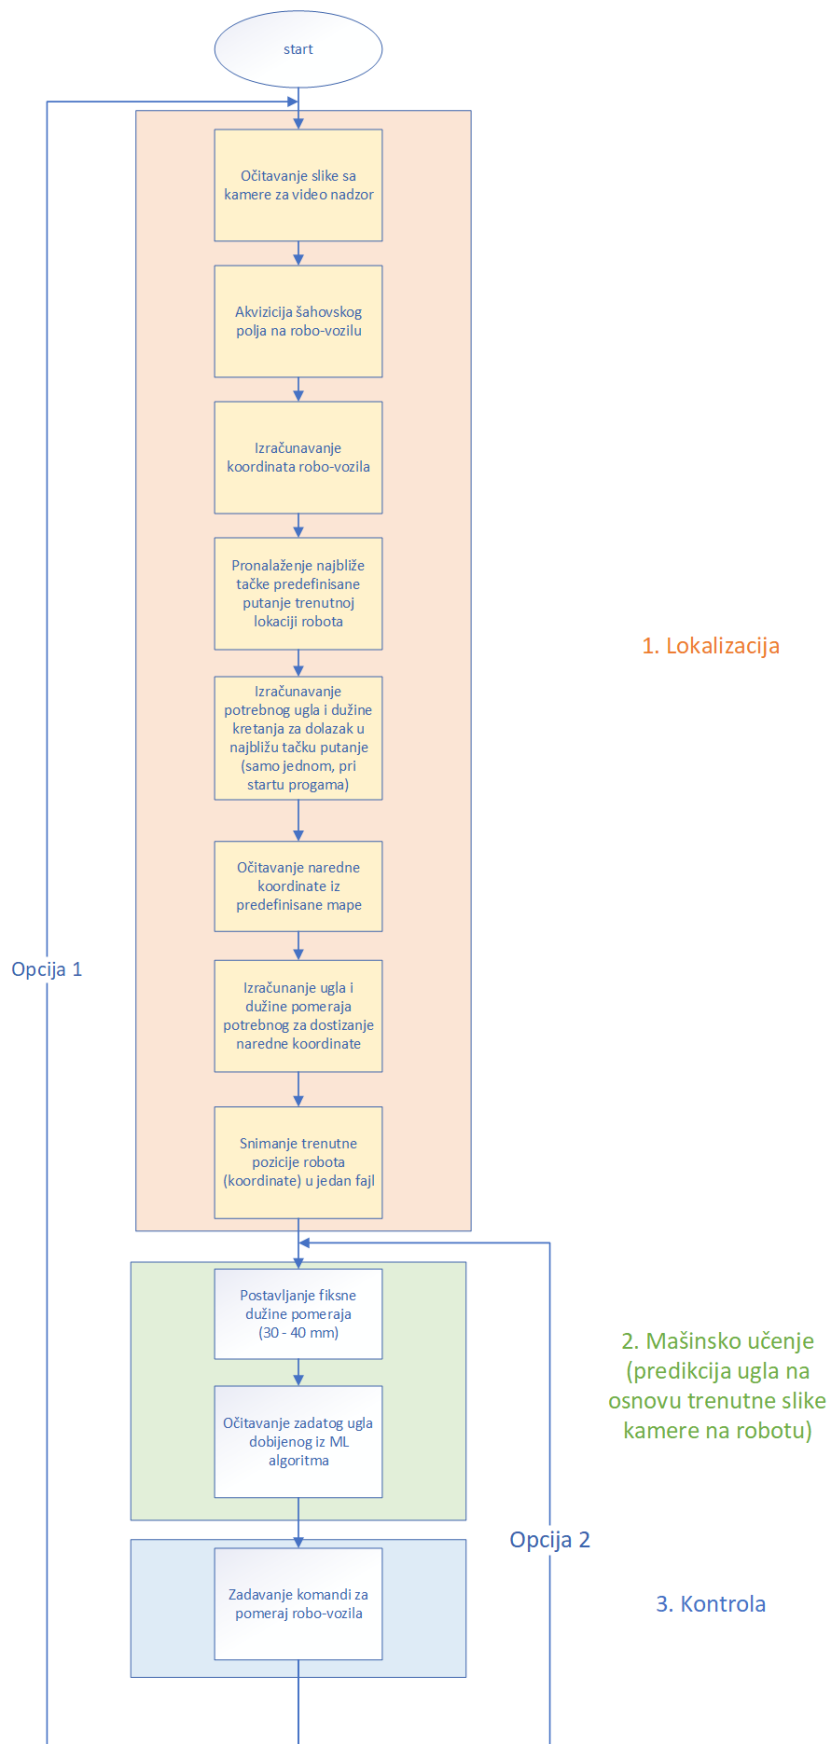 start
Očitavanje slike sa
kamere za video nadzor
Akvizicija šahovskog
polja na robo-vozilu
Izračunavanje
koordinata robo-vozila
Pronalaženje najbliže
tačke predefinisane
putanje trenutnoj
lokaciji robota
1. Lokalizacija
Izračunavanje
potrebnog ugla i dužine
kretanja za dolazak u
najbližu tačku putanje
(samo jednom, pri
startu progama)
Očitavanje naredne
koordinate iz
predefinisane mape
Opcija 1
Izračunanje ugla i
dužine pomeraja
potrebnog za dostizanje
naredne koordinate
Snimanje trenutne
pozicije robota
(koordinate) u jedan fajl
Postavljanje fiksne
dužine pomeraja
(30 - 40 mm)
2. Mašinsko učenje
(predikcija ugla na
osnovu trenutne slike
kamere na robotu)
Očitavanje zadatog ugla
dobijenog iz ML
algoritma
Opcija 2
Zadavanje komandi za
pomeraj robo-vozila
3. Kontrola